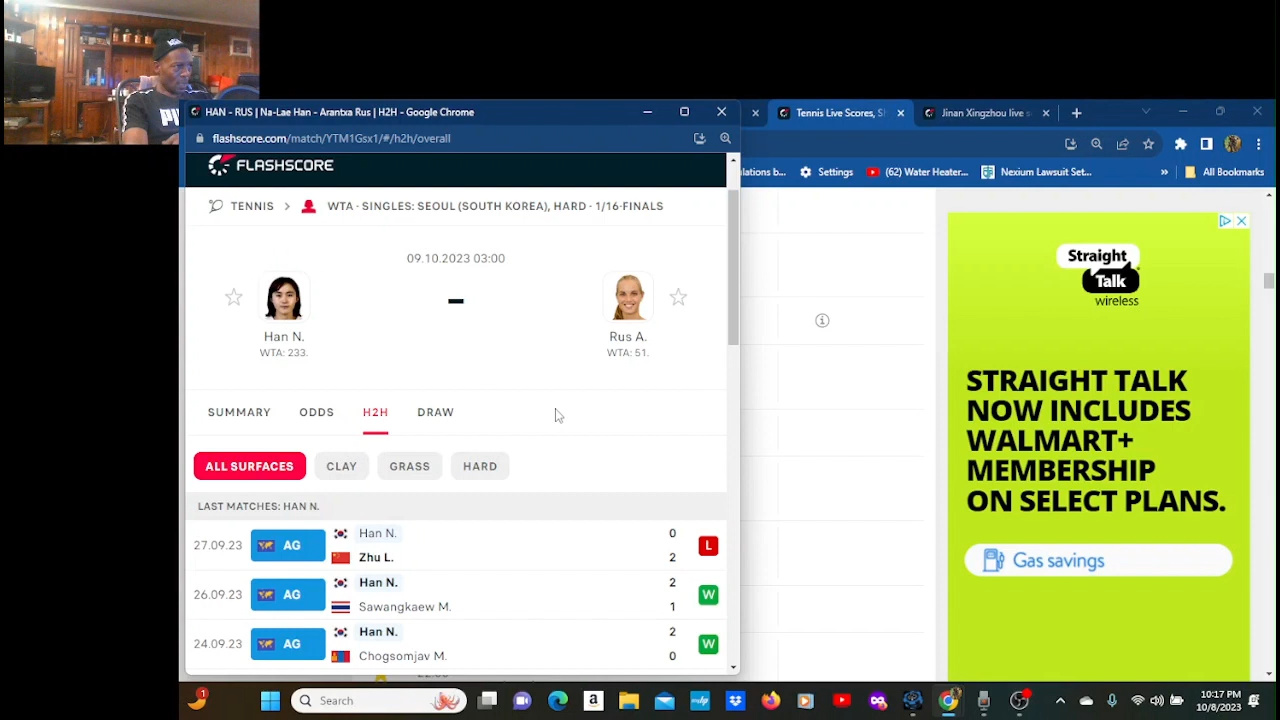 HAN - RUS | Na-Lae Han - Arantxa Rus | H2H - Google Chrome
Tennis Live Scores, S
Jinan Xingzhou live s
flashscore.com/match/YTM1Gsx1/#/h2h/overall
FLASHSCORE
Settings
(62) Water Heater...
Nexium Lawsuit Set...
»
All Bookmarks
TENNIS > WTA - SINGLES: SEOUL (SOUTH KOREA), HARD - 1/16-FINALS
09.10.2023 03:00
-
Han N.
WTA: 233.
Rus A.
WTA: 51.
SUMMARY ODDS H2H DRAW
ALL SURFACES CLAY GRASS HARD
LAST MATCHES: HAN N.
27.09.23 AG Han N. 0 L
Zhu L. 2
26.09.23 AG Han N. 2 W
Sawangkaew M. 1
24.09.23 AG Han N. 2 W
Chogsomjav M. 0
Straight
Talk
wireless
STRAIGHT TALK
NOW INCLUDES
WALMART+
MEMBERSHIP
ON SELECT PLANS.
Gas savings
1
Search
a
10:17 PM
10/8/2023